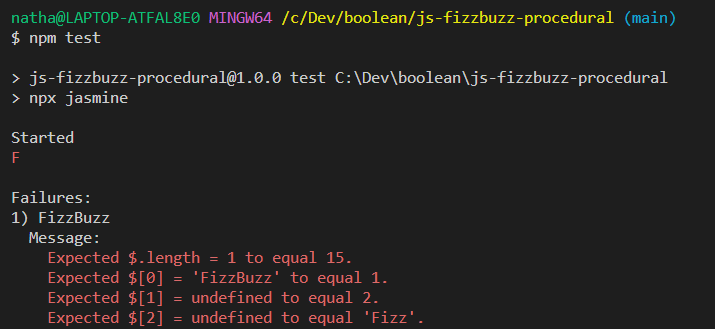 natha@LAPTOP-ATFAL8E0 MINGW64 /c/Dev/boolean/js-fizzbuzz-procedural (main)
$ npm test
> js-fizzbuzz-procedural@1.0.0 test C:\Dev\boolean\js-fizzbuzz-procedural
> npx jasmine
Started
F
Failures:
1) FizzBuzz
Message:
Expected $.length = 1 to equal 15.
Expected $[0] = 'FizzBuzz' to equal 1.
Expected $[1] = undefined to equal 2.
Expected $[2] = undefined to equal 'Fizz'.